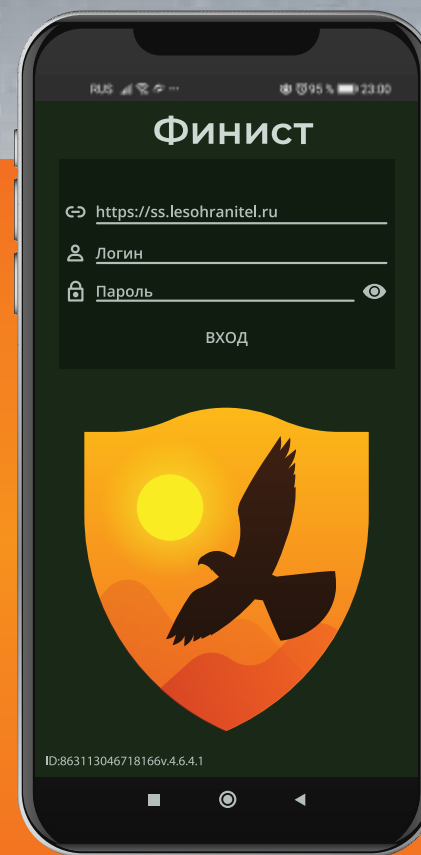 RUS 95 % 23:00
Финист
https://ss.lesohranitel.ru
Логин
Пароль
ВХОД
ID:863113046718166v.4.6.4.1